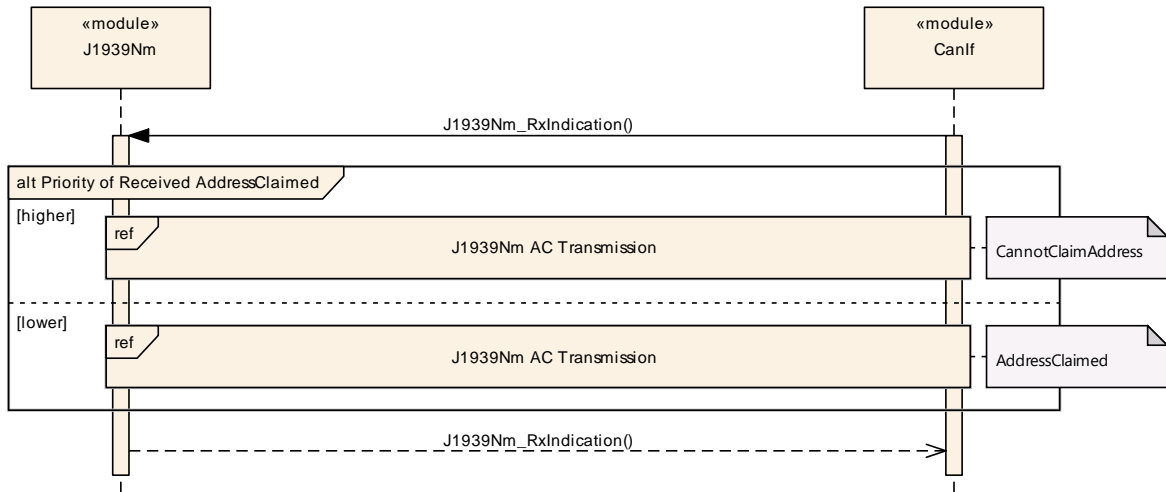 «module»
J1939Nm
«module»
CanIf
J1939Nm_RxIndication()
alt Priority of Received AddressClaimed
[higher]
ref
J1939Nm AC Transmission
CannotClaimAddress
[lower]
ref
J1939Nm AC Transmission
AddressClaimed
J1939Nm_RxIndication()